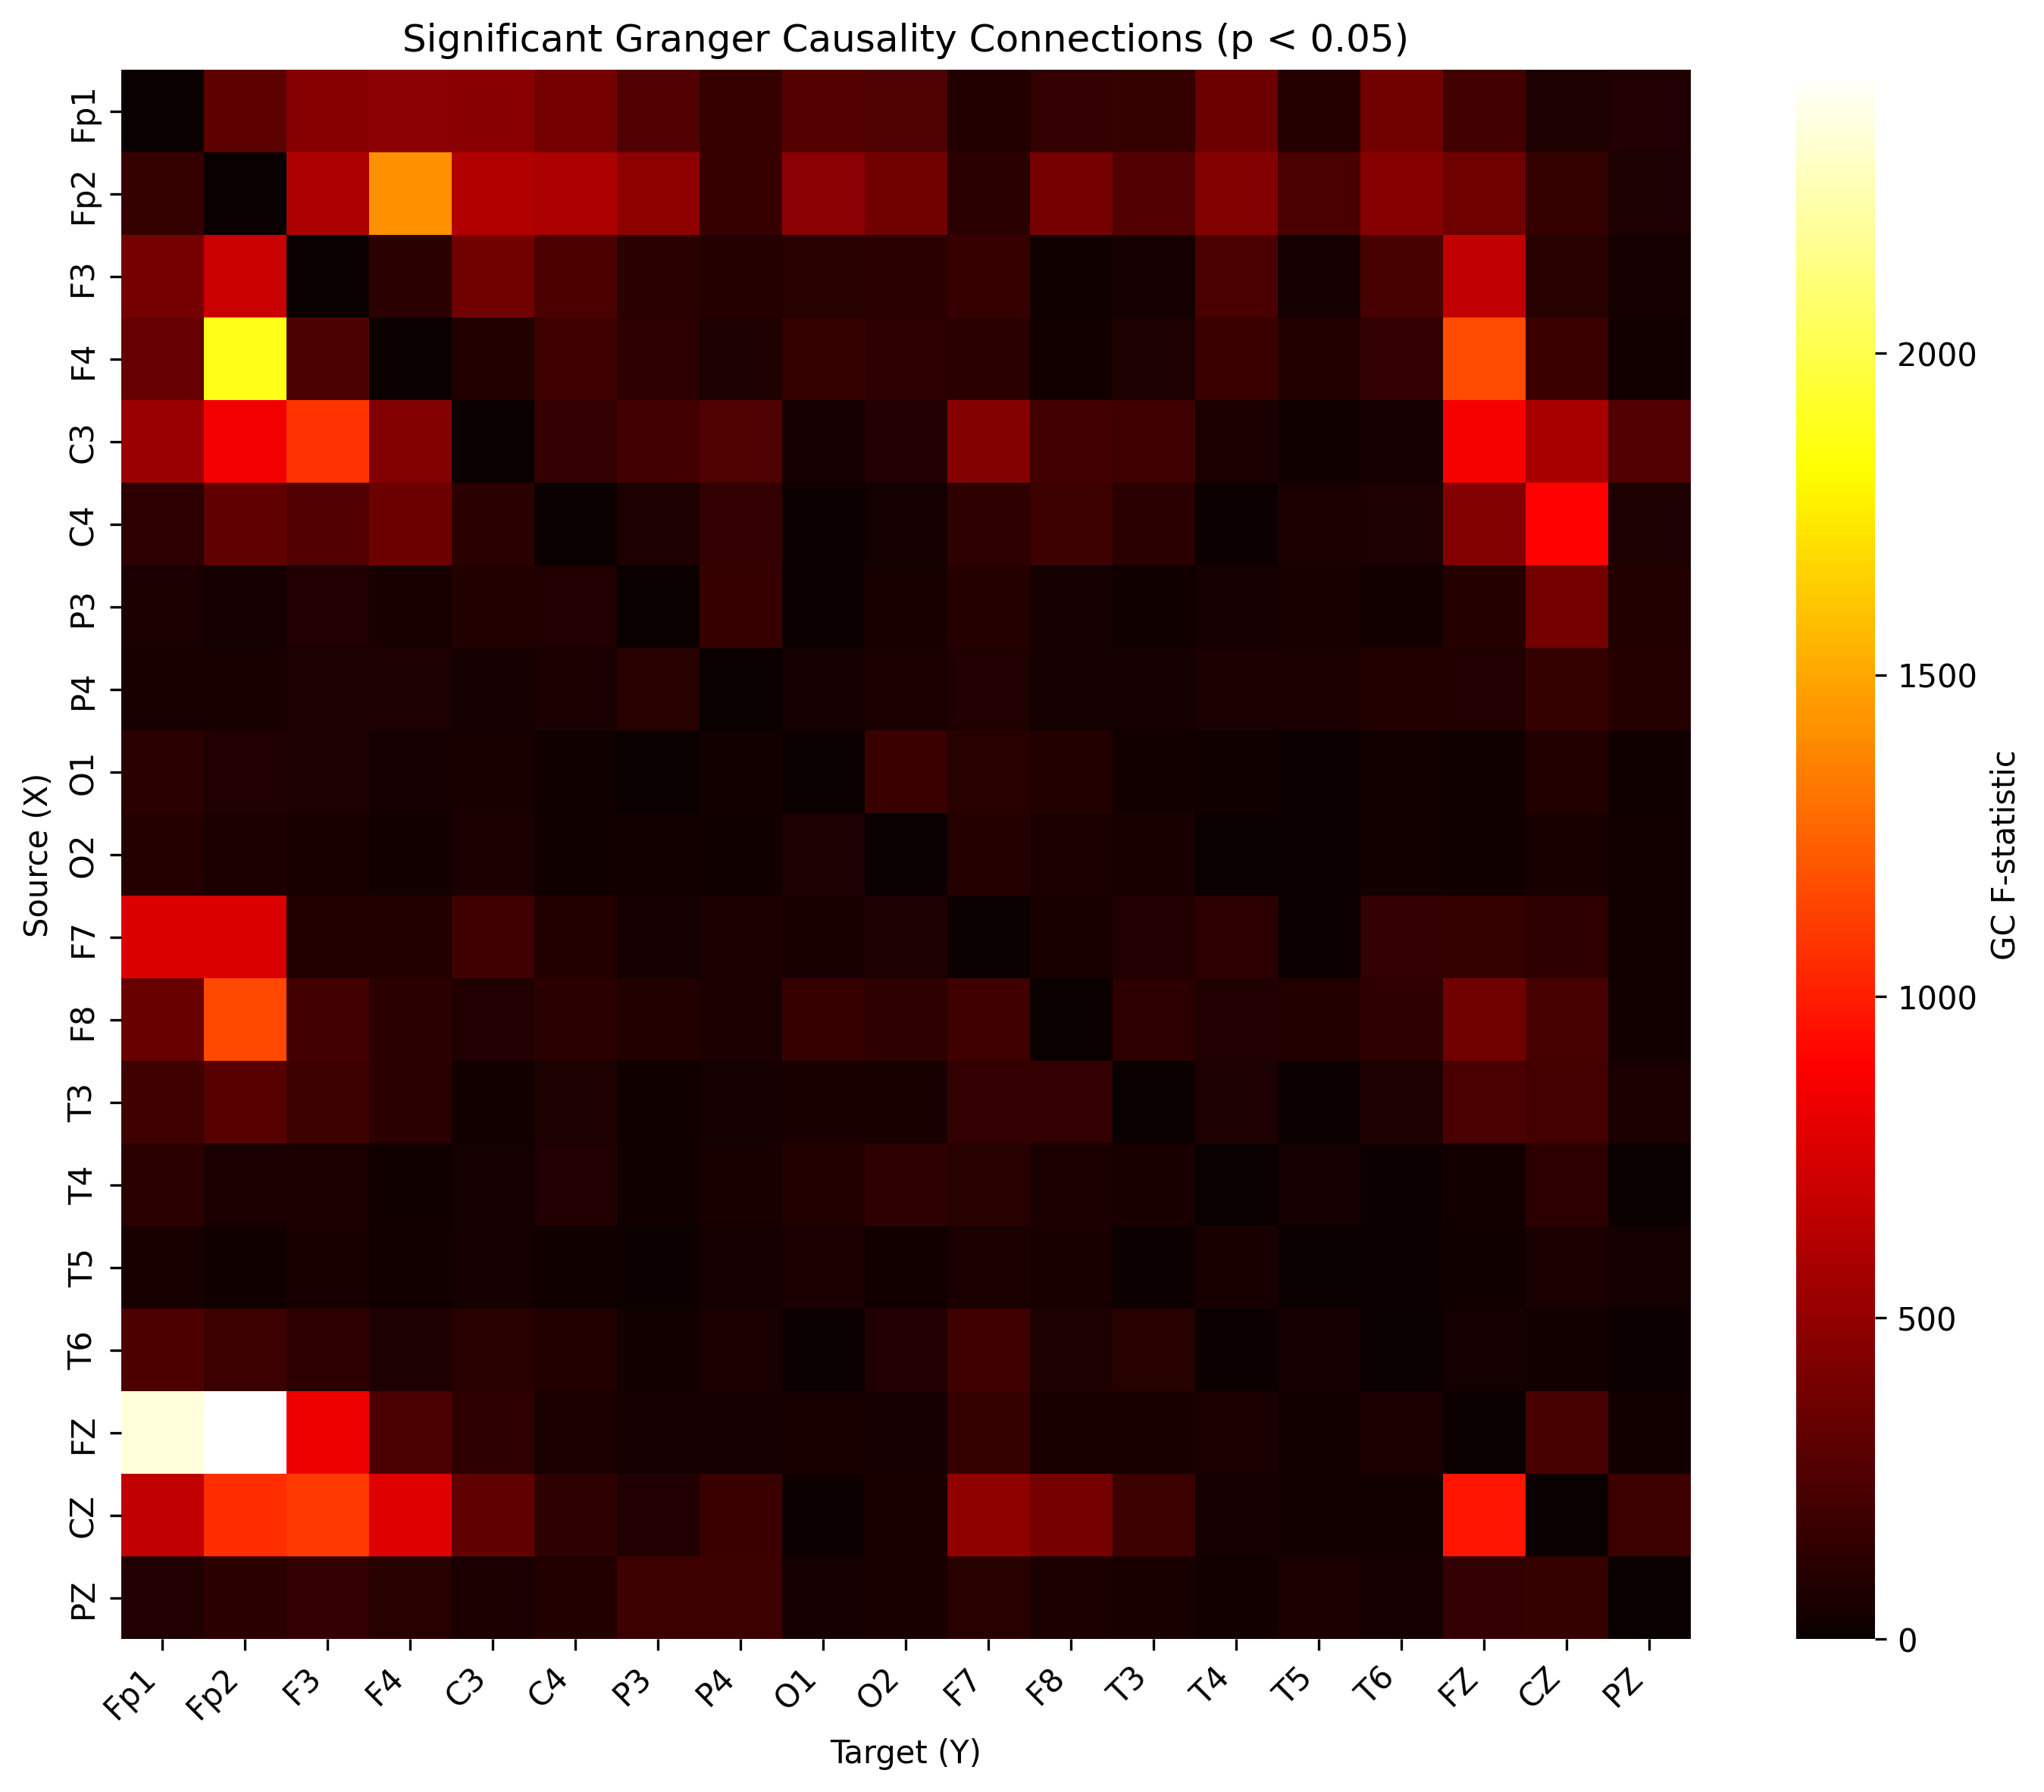 Significant Granger Causality Connections (p < 0.05)
Fp1
Fp2
F3
F4
C3
C4
P3
P4
O1
O2
F7
F8
T3
T4
T5
T6
FZ
CZ
PZ
Source (X)
Fp1 Fp2 F3 F4 C3 C4 P3 P4 O1 O2 F7 F8 T3 T4 T5 T6 FZ CZ PZ
Target (Y)
2000
1500
1000
500
0
GC F-statistic